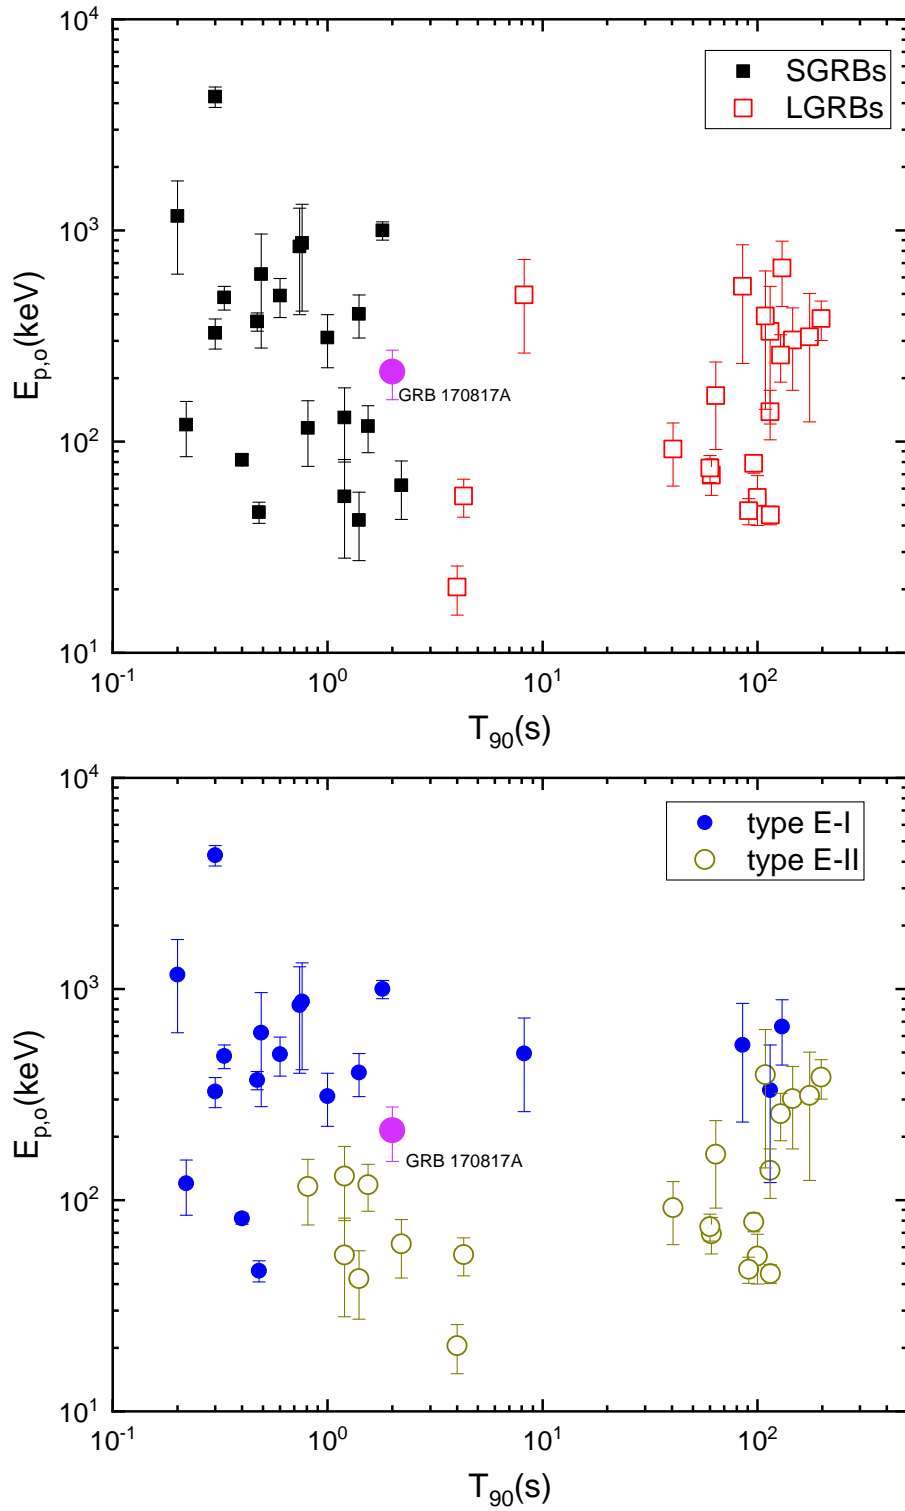 10^4
SGRBs
LGRBs
10^3
E_p,o(keV)
GRB 170817A
10^2
10^1
10^-1 10^0 10^1 10^2
T_90(s)
10^4
type E-I
type E-II
10^3
E_p,o(keV)
GRB 170817A
10^2
10^1
10^-1 10^0 10^1 10^2
T_90(s)